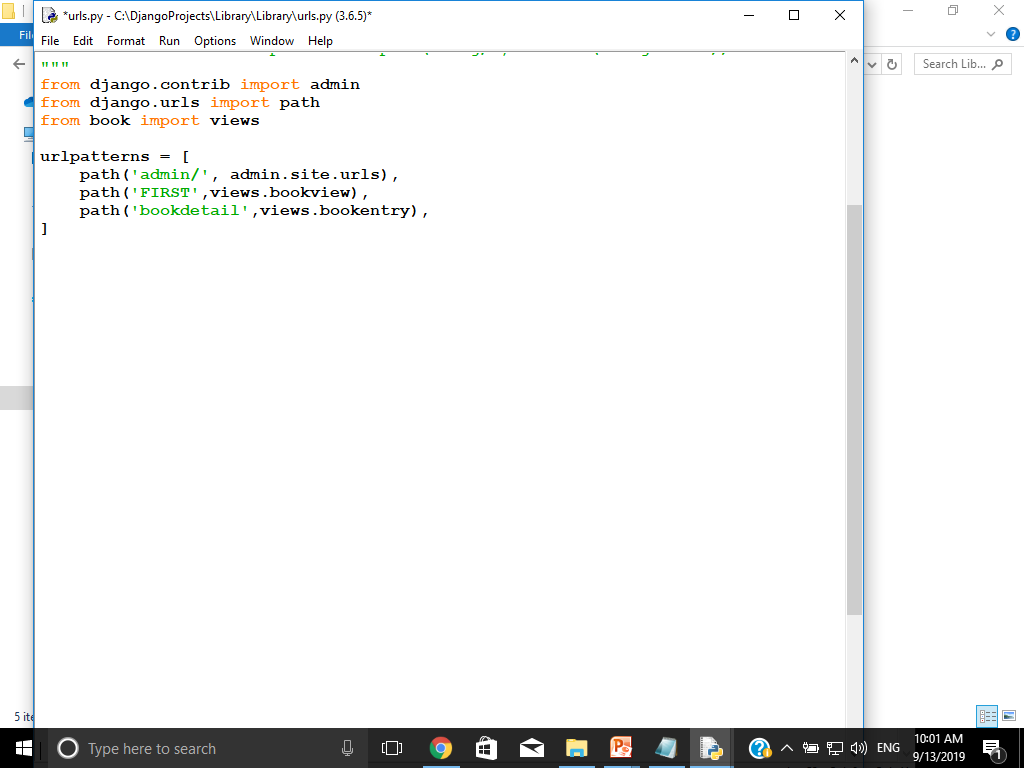 *urls.py - C:\DjangoProjects\Library\Library\urls.py (3.6.5)*
File Edit Format Run Options Window Help
Search Lib...
"""
from django.contrib import admin
from django.urls import path
from book import views
urlpatterns = [
    path('admin/', admin.site.urls),
    path('FIRST',views.bookview),
    path('bookdetail',views.bookentry),
]
5 ite
Type here to search
ENG
10:01 AM
9/13/2019
1